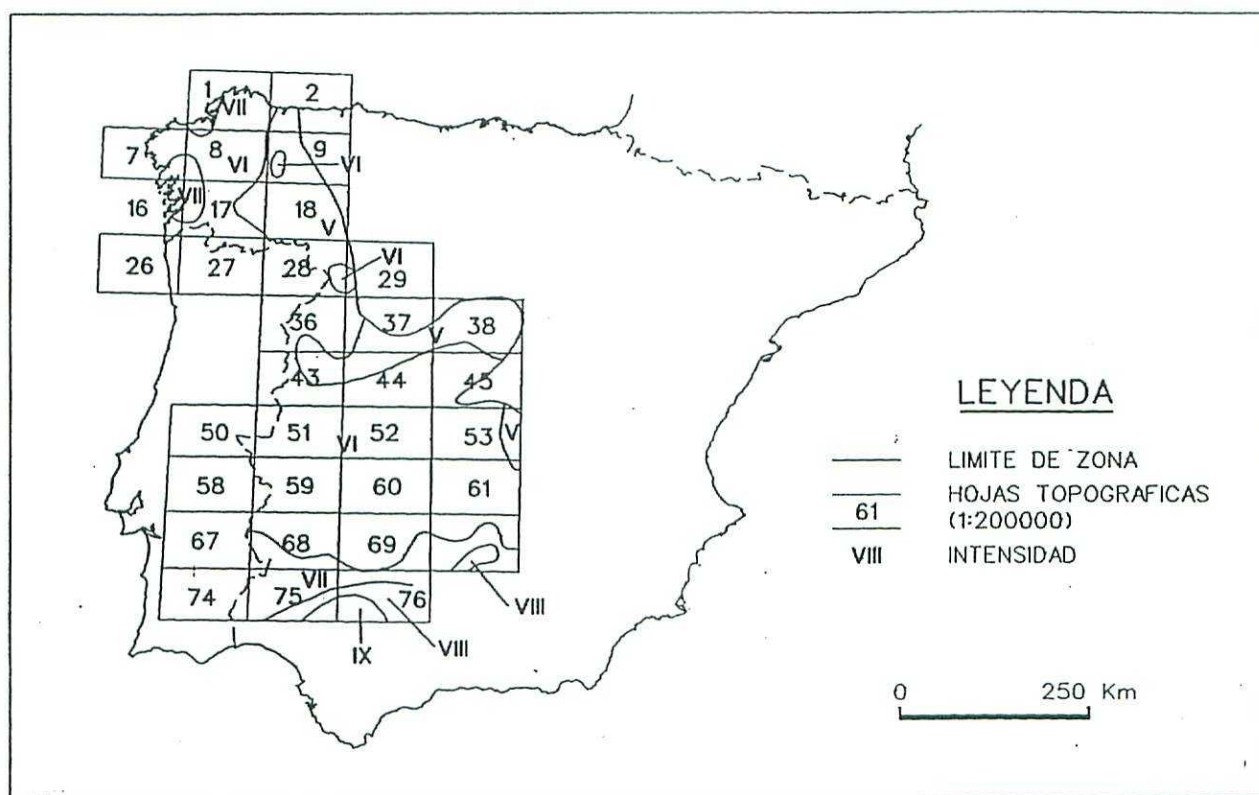 1 2
VII
7 8 9
VI VI
VII
16 17 18
V
VI
26 27 28 29
36 37 38
V
43 44 45
50 51 52 53
VI V
58 59 60 61
67 68 69
VII
74 75 76
VIII
IX VIII
LEYENDA
LIMITE DE ZONA
HOJAS TOPOGRAFICAS
61 (1:200000)
VIII INTENSIDAD
0 250 Km